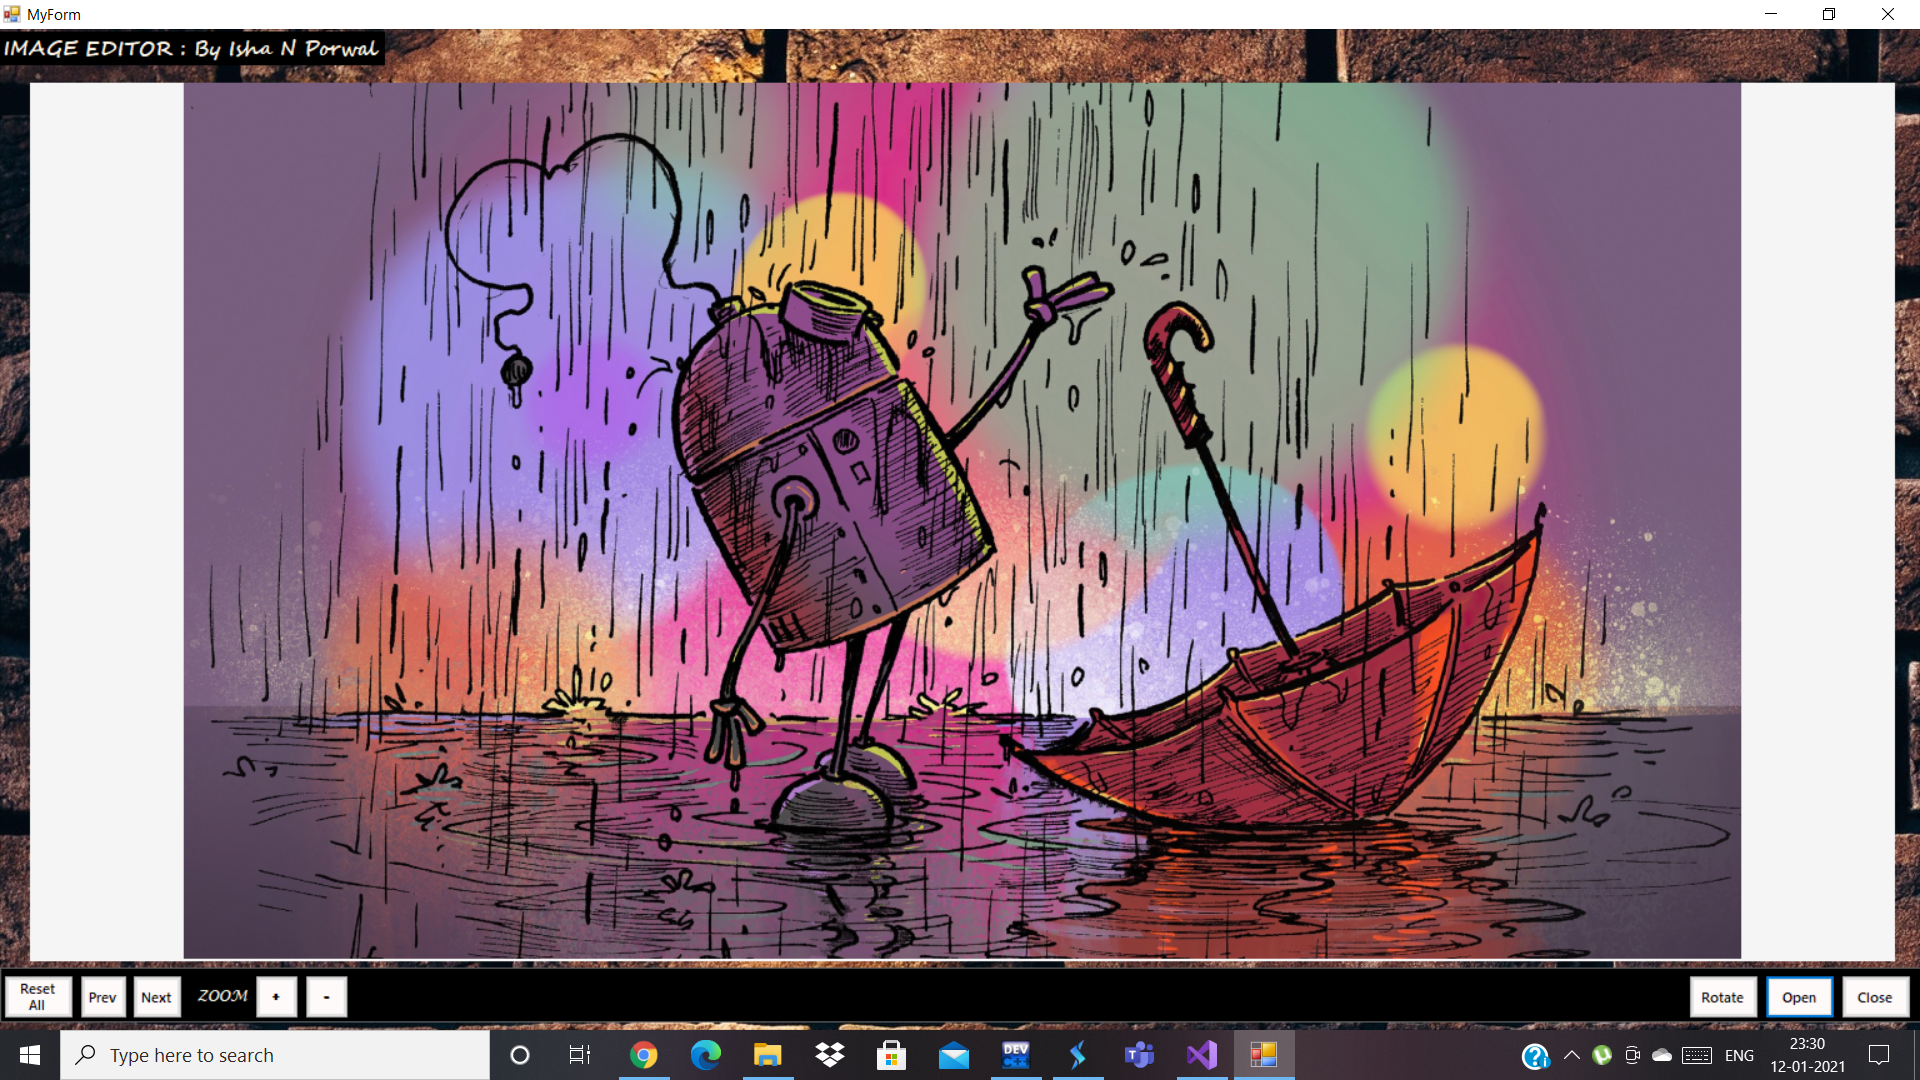 MyForm
IMAGE EDITOR : By Isha N Porwal
Reset
All
Prev
Next
ZOOM
+
-
Rotate
Open
Close
Type here to search
DEV
C++
T
ENG
23:30
12-01-2021